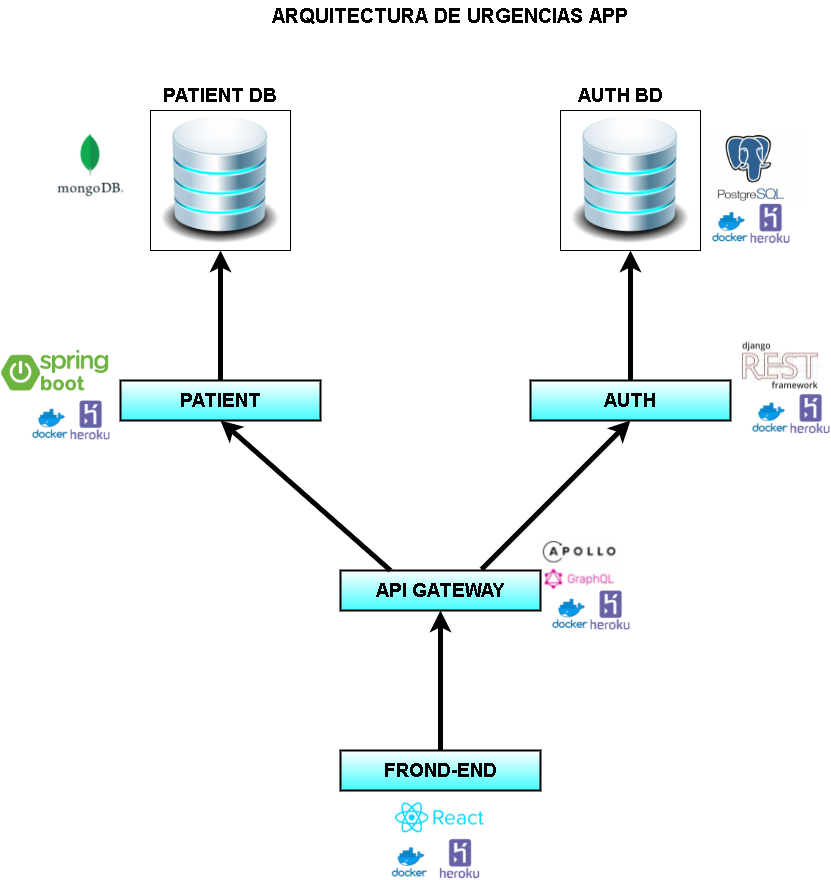 ARQUITECTURA DE URGENCIAS APP
PATIENT DB
AUTH BD
mongoDB.
PostgreSQL
docker
heroku
spring
boot
docker
heroku
PATIENT
AUTH
django
REST
framework
docker
heroku
APOLLO
GraphQL
API GATEWAY
docker
heroku
FROND-END
React
docker
heroku